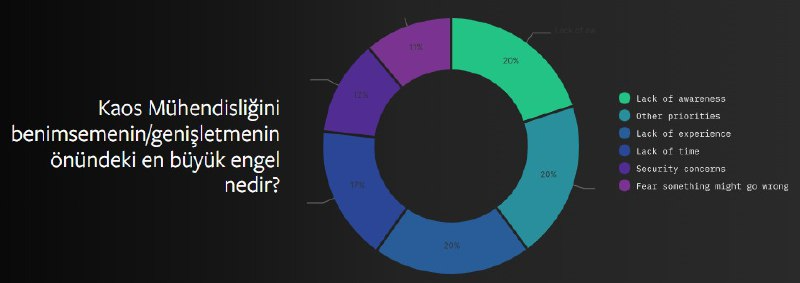 Kaos Mühendisliğini
benimsemenin/genişletmenin
önündeki en büyük engel
nedir?
11%
20%
12%
17%
20%
20%
Lack of awareness
Other priorities
Lack of experience
Lack of time
Security concerns
Fear something might go wrong